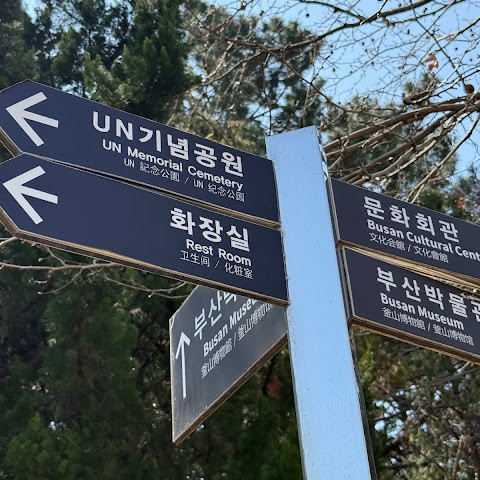 UN기념공원
UN Memorial Cemetery
UN 記念公園 / UN 纪念公园
화장실
Rest Room
卫生间 / 化粧室
문화회관
Busan Cultural Cent
文化会館 / 文化會館
부산박물관
Busan Museum
釜山博物館 / 釜山博物馆
부산박
Busan Museu
釜山博物館 / 釜山博物